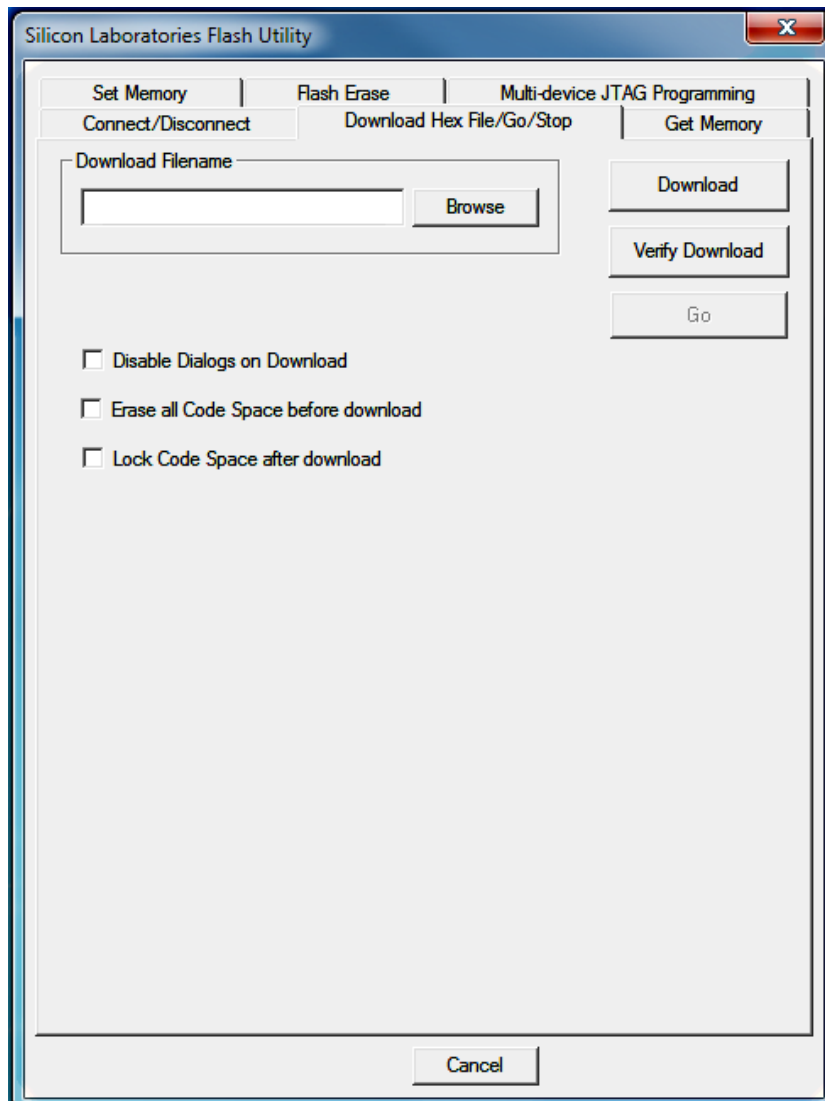 Silicon Laboratories Flash Utility
X
Set Memory Flash Erase Multi-device JTAG Programming
Connect/Disconnect Download Hex File/Go/Stop Get Memory
Download Filename
Browse
Download
Verify Download
Go
Disable Dialogs on Download
Erase all Code Space before download
Lock Code Space after download
Cancel